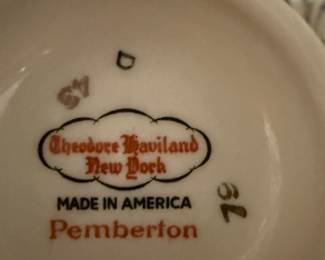 D
Theodore Haviland
New York
MADE IN AMERICA
Pemberton